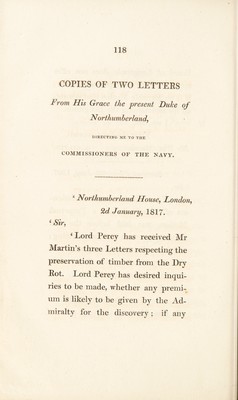 118
COPIES OF TWO LETTERS
From His Grace the present Duke of
Northumberland,
DIRECTING ME TO THE
COMMISSIONERS OF THE NAVY.
‘ Northumberland House, London,
2d January, 1817.
‘ Sir,
‘ Lord Percy has received Mr
Martin’s three Letters respecting the
preservation of timber from the Dry
Rot. Lord Percy has desired inqui-
ries to be made, whether any premi-
um is likely to be given by the Ad-
miralty for the discovery ; if any